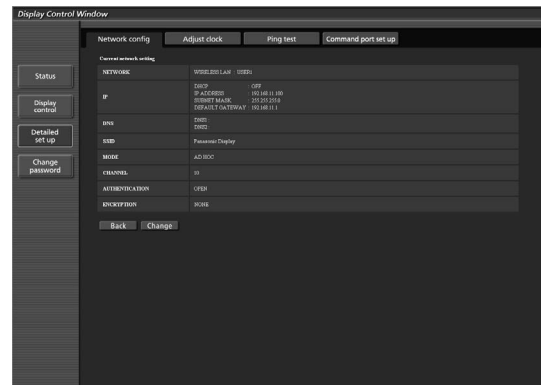 Display Control Window
Network config Adjust clock Ping test Command port set up
Current network setting
Status
Display control
Detailed set up
Change password
NETWORK WIRELESS LAN : USER1
IP
DHCP : OFF
IP ADDRESS : 192.168.11.100
SUBNET MASK : 255.255.255.0
DEFAULT GATEWAY : 192.168.11.1
DNS
DNS1 :
DNS2 :
SSID Panasonic Display
MODE AD HOC
CHANNEL 10
AUTHENTICATION OPEN
ENCRYPTION NONE
Back Change